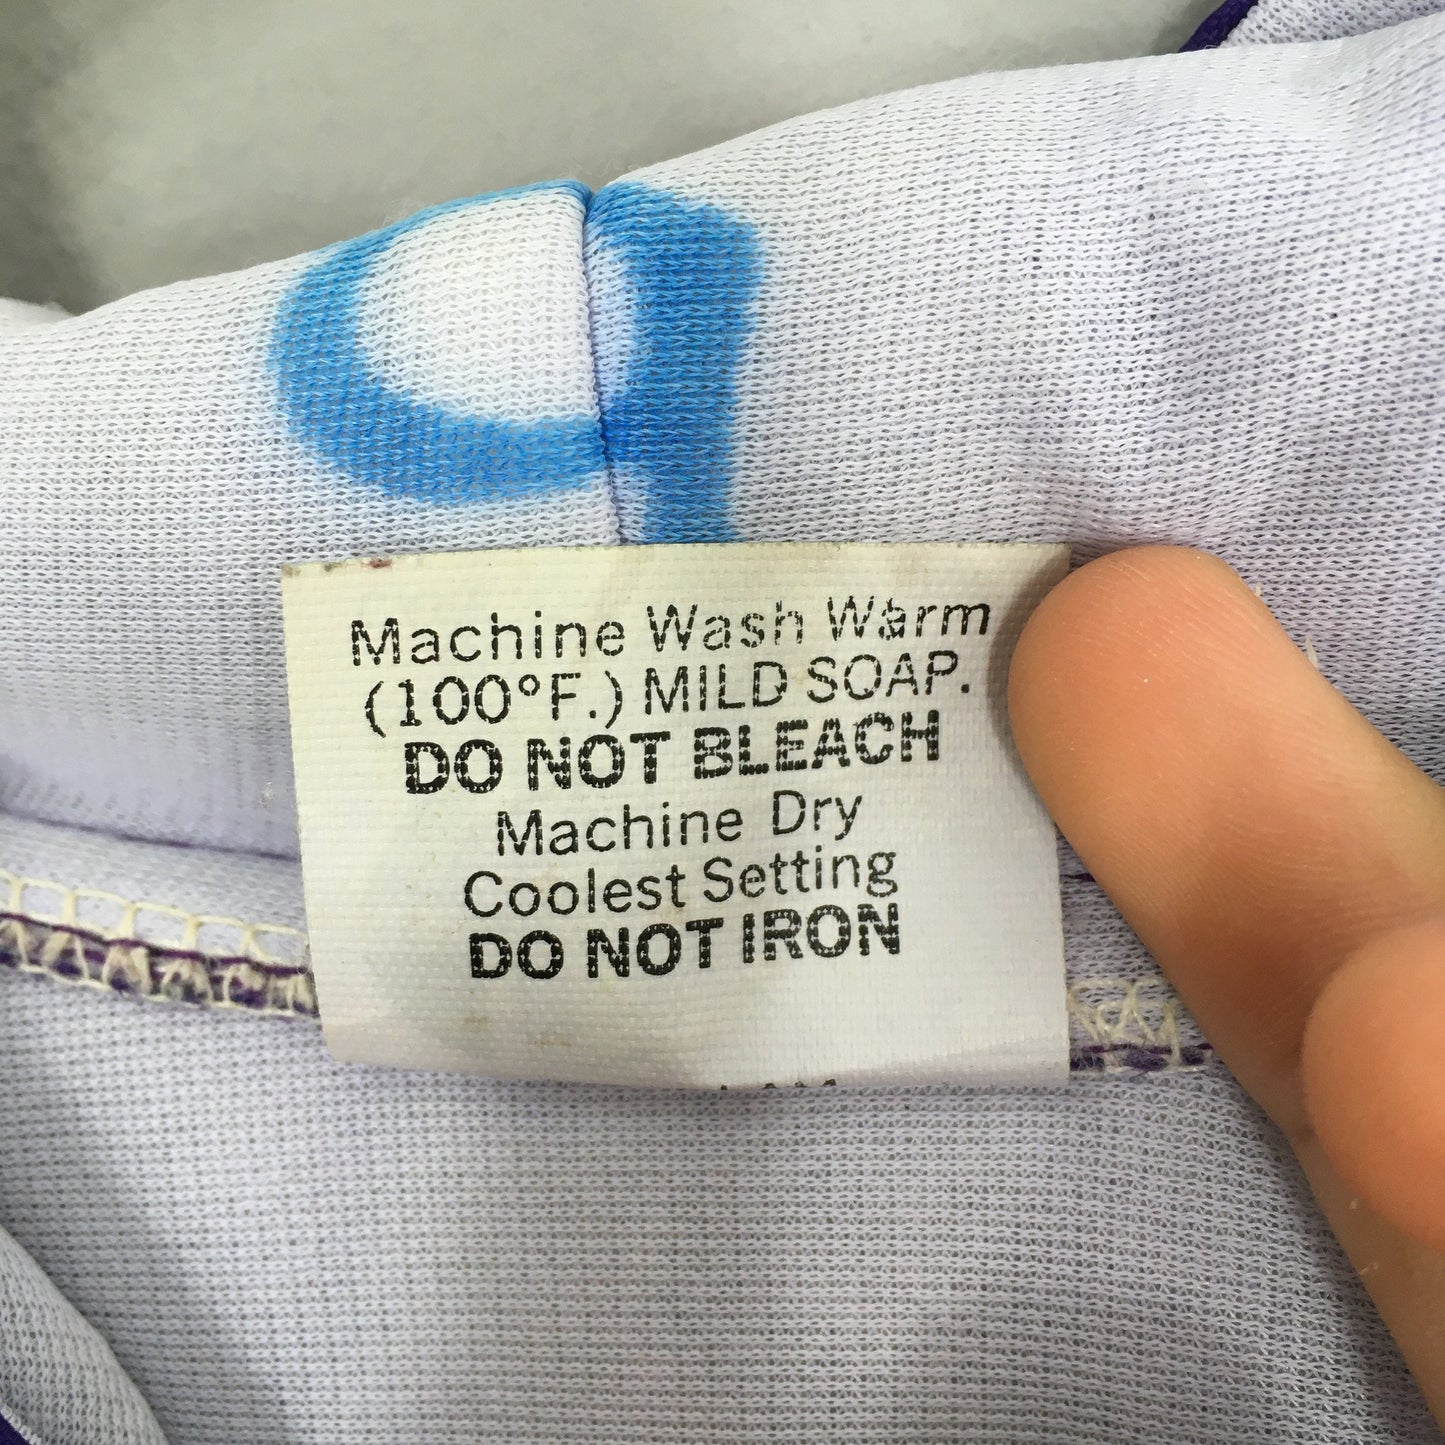 Machine Wash Warm
(100°F.) MILD SOAP.
DO NOT BLEACH
Machine Dry
Coolest Setting
DO NOT IRON